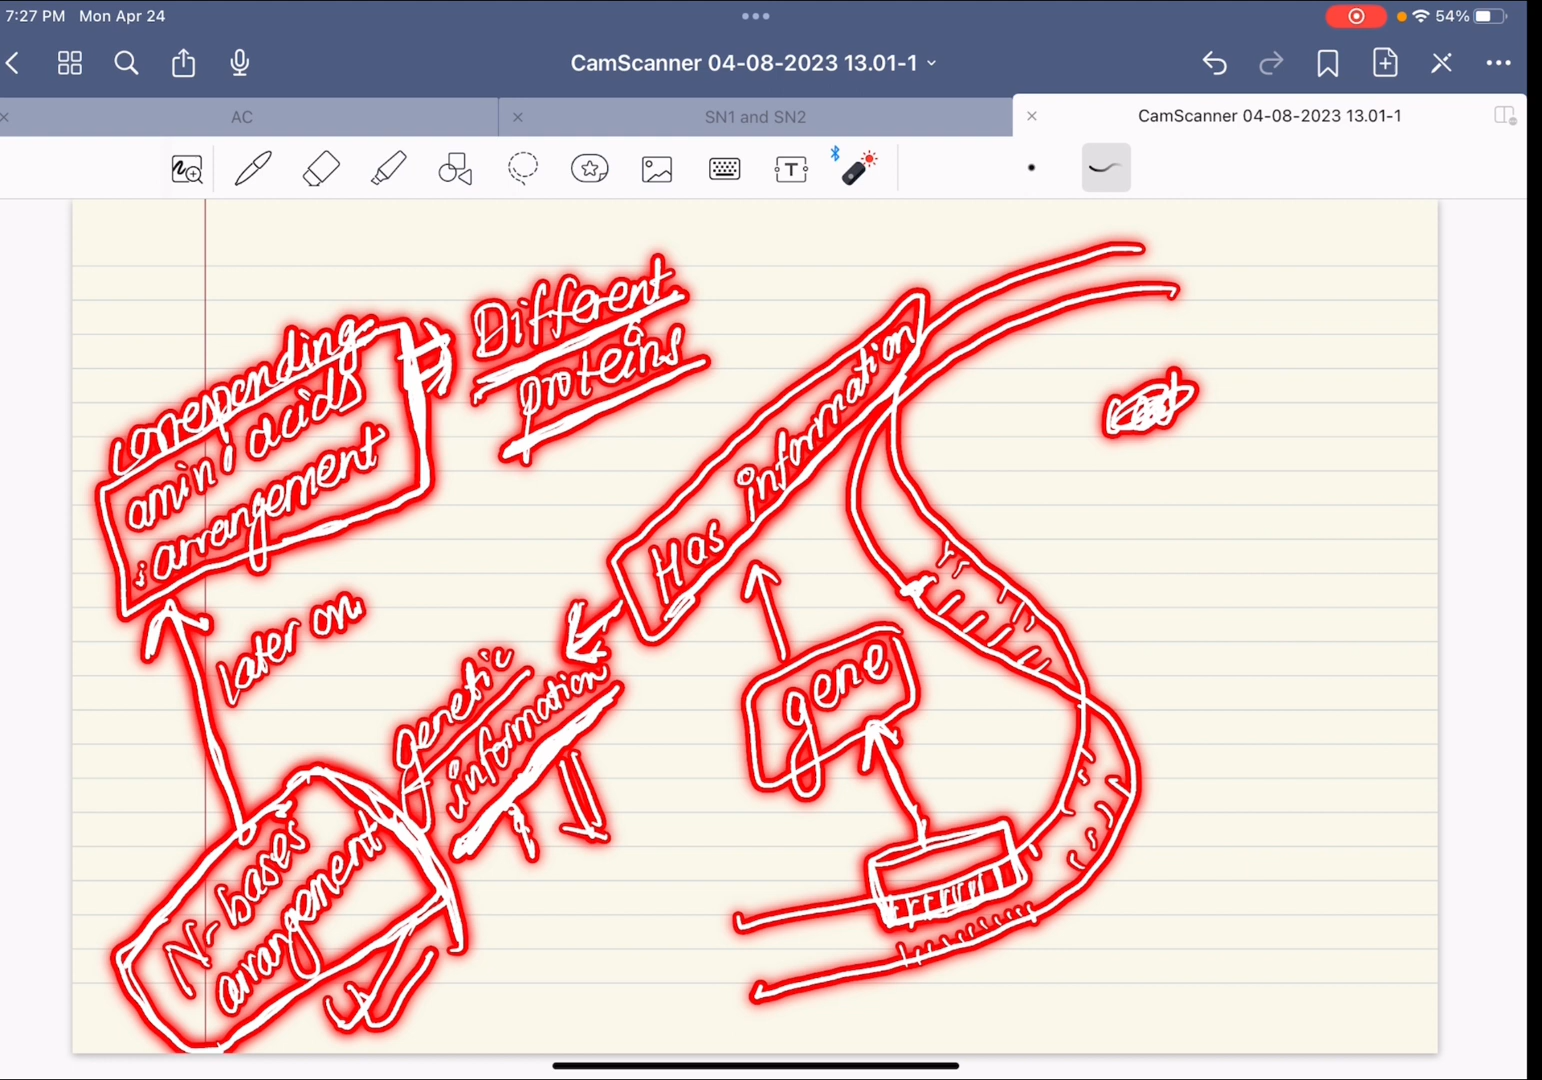 7:27 PM Mon Apr 24
54%
CamScanner 04-08-2023 13.01-1
AC
SN1 and SN2
CamScanner 04-08-2023 13.01-1
T
corresponding
amino acids
arrangement
Different
proteins
Has information
later on
genetic
information
gene
N-bases
arrangement